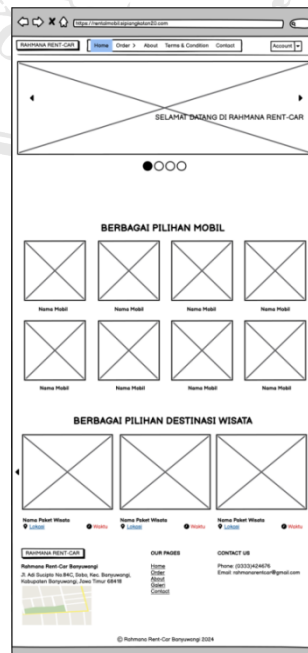 https://rentalmobil.sipiangkatan20.com
RAHMANA RENT-CAR
Home Order > About Terms & Condition Contact
Account
SELAMAT DATANG DI RAHMANA RENT-CAR
BERBAGAI PILIHAN MOBIL
Nama Mobil Nama Mobil Nama Mobil Nama Mobil
Nama Mobil Nama Mobil Nama Mobil Nama Mobil
BERBAGAI PILIHAN DESTINASI WISATA
Nama Paket Wisata Nama Paket Wisata Nama Paket Wisata
Lokasi Waktu Lokasi Waktu Lokasi Waktu
RAHMANA RENT-CAR OUR PAGES CONTACT US
Rahmana Rent-Car Banyuwangi
Jl. Adi Sucipto No.84C, Sobo, Kec. Banyuwangi,
Kabupaten Banyuwangi, Jawa Timur 68418
Home
Order
About
Galeri
Contact
Phone: (0333)424676
Email: rahmanarentcar@gmail.com
© Rahmana Rent-Car Banyuwangi 2024